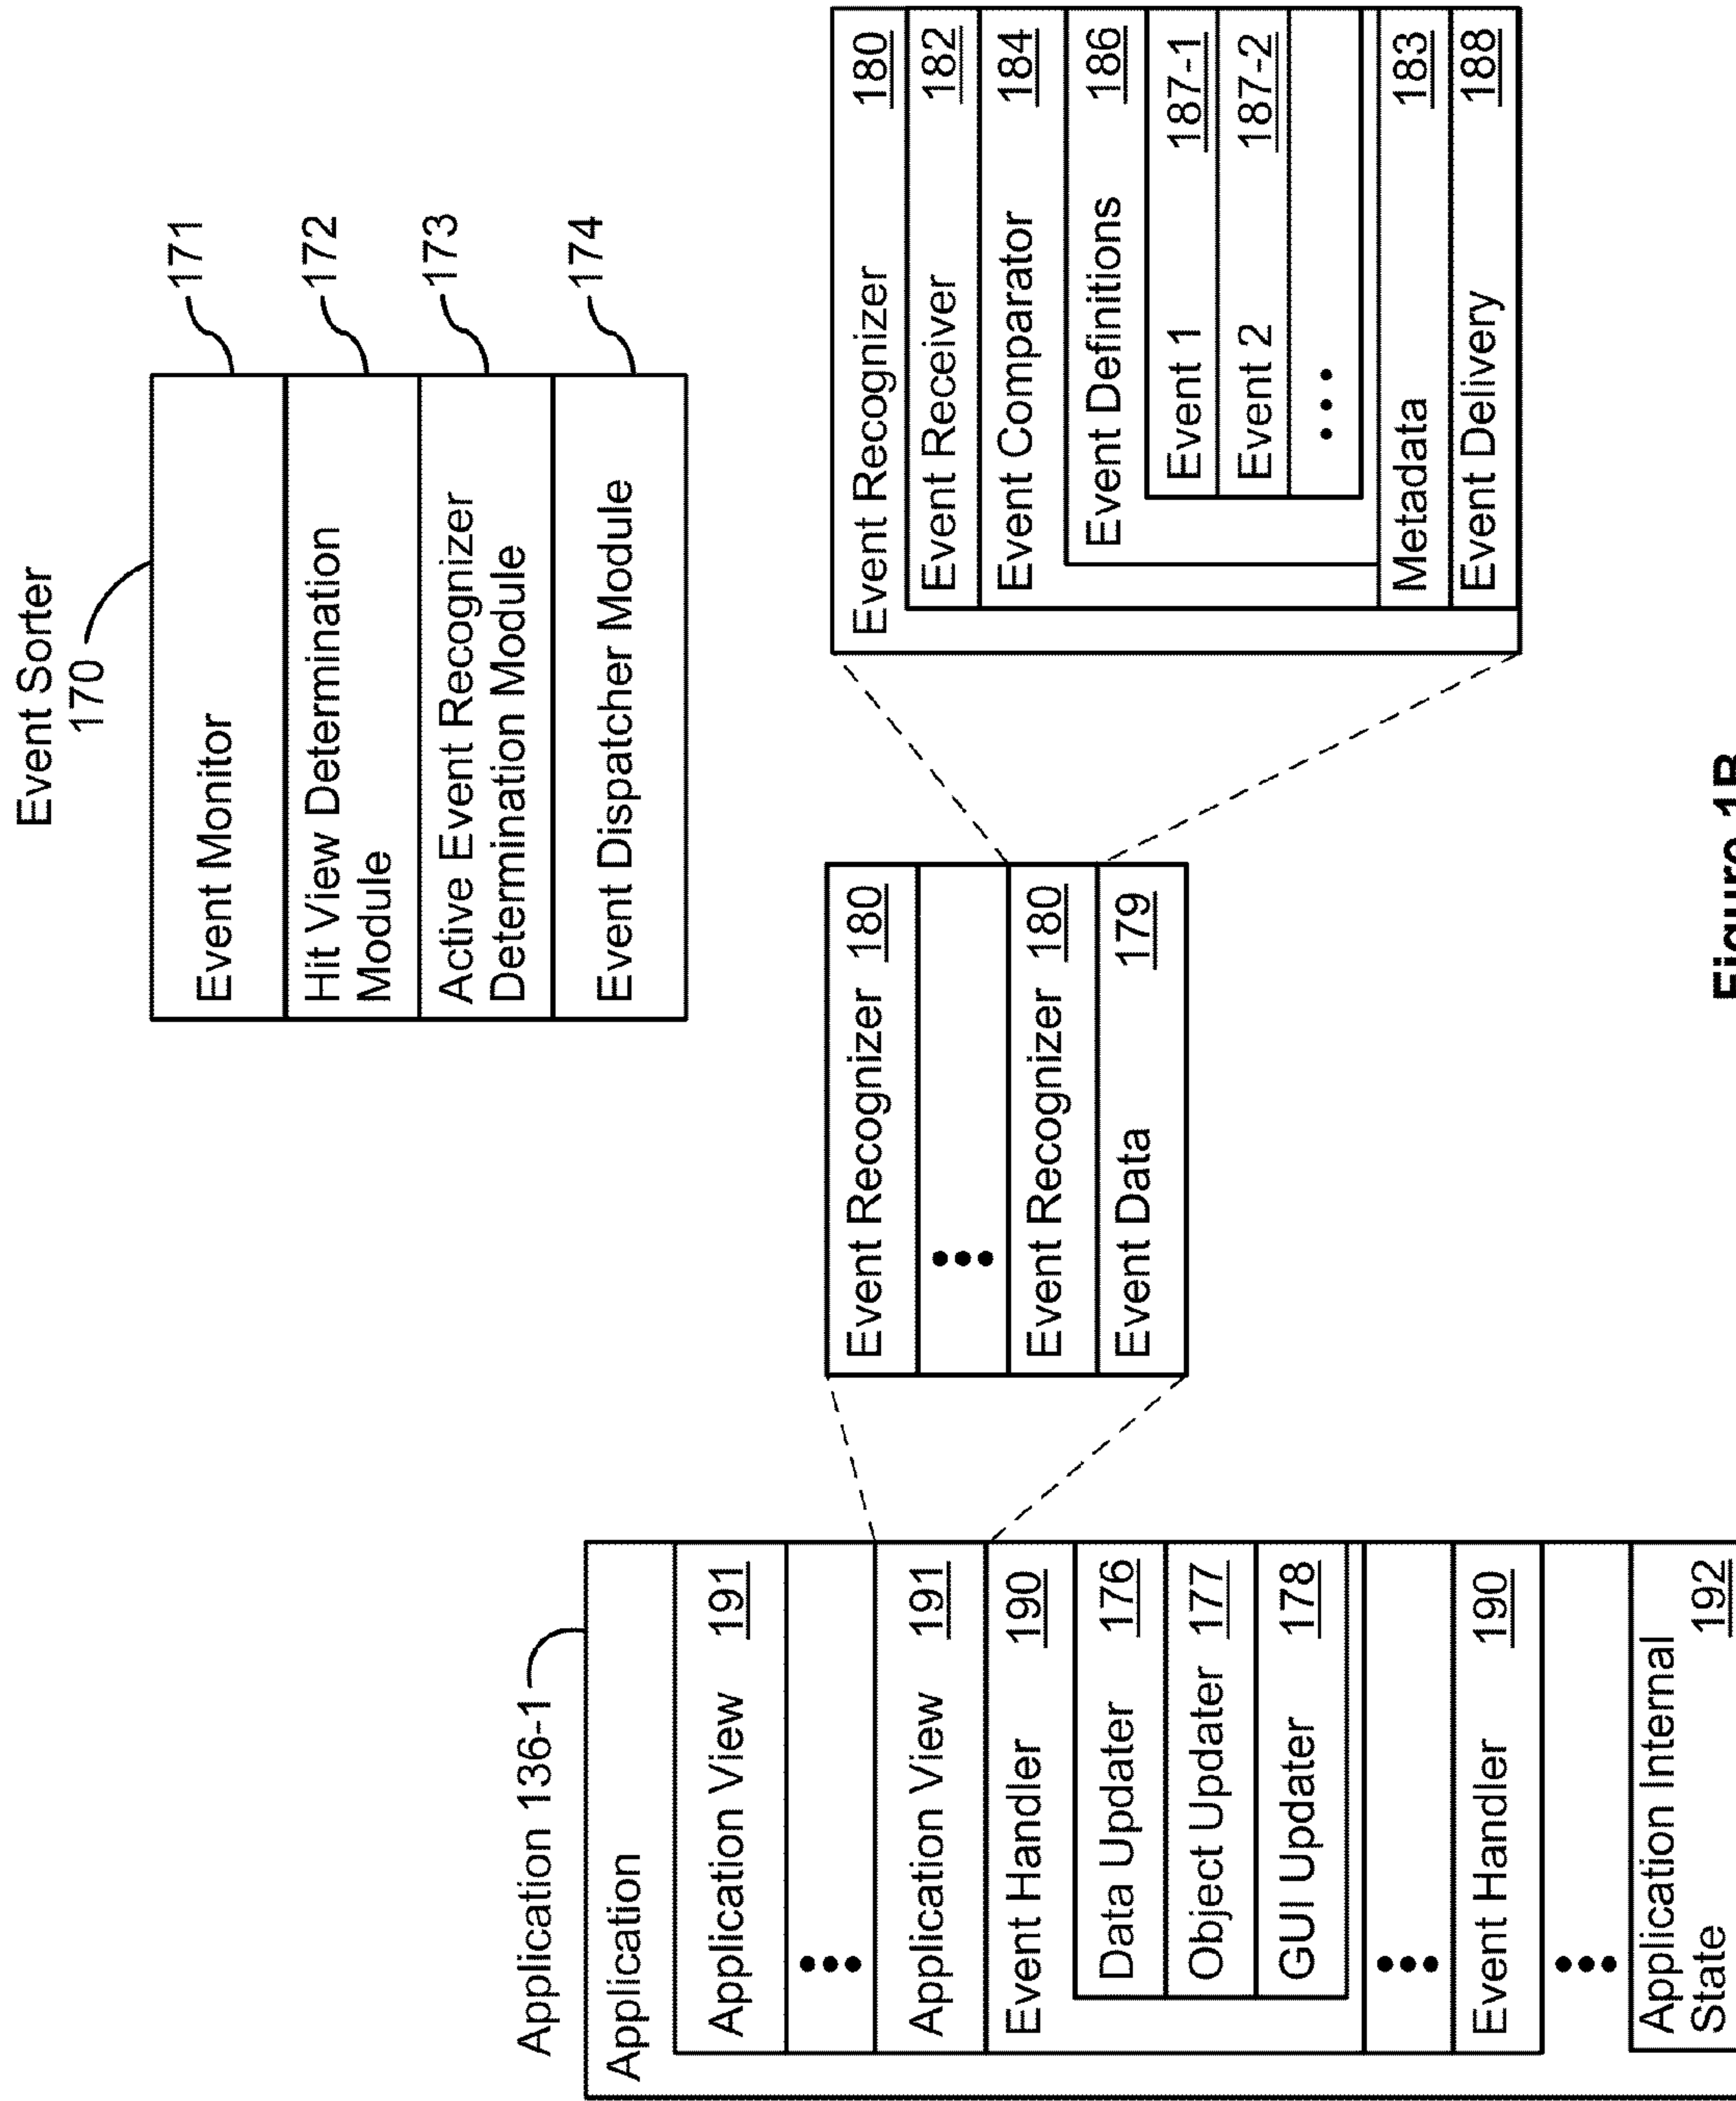 Event Sorter
170
Event Monitor
171
Hit View Determination
Module
172
Active Event Recognizer
Determination Module
173
Event Dispatcher Module
174
Application 136-1
Application
Application View 191
•••
Application View 191
Event Handler 190
Data Updater 176
Object Updater 177
GUI Updater 178
•••
Event Handler 190
•••
Application Internal
State 192
Event Recognizer 180
•••
Event Recognizer 180
Event Data 179
Event Recognizer 180
Event Receiver 182
Event Comparator 184
Event Definitions 186
Event 1 187-1
Event 2 187-2
•••
Metadata 183
Event Delivery 188
Figure 1B